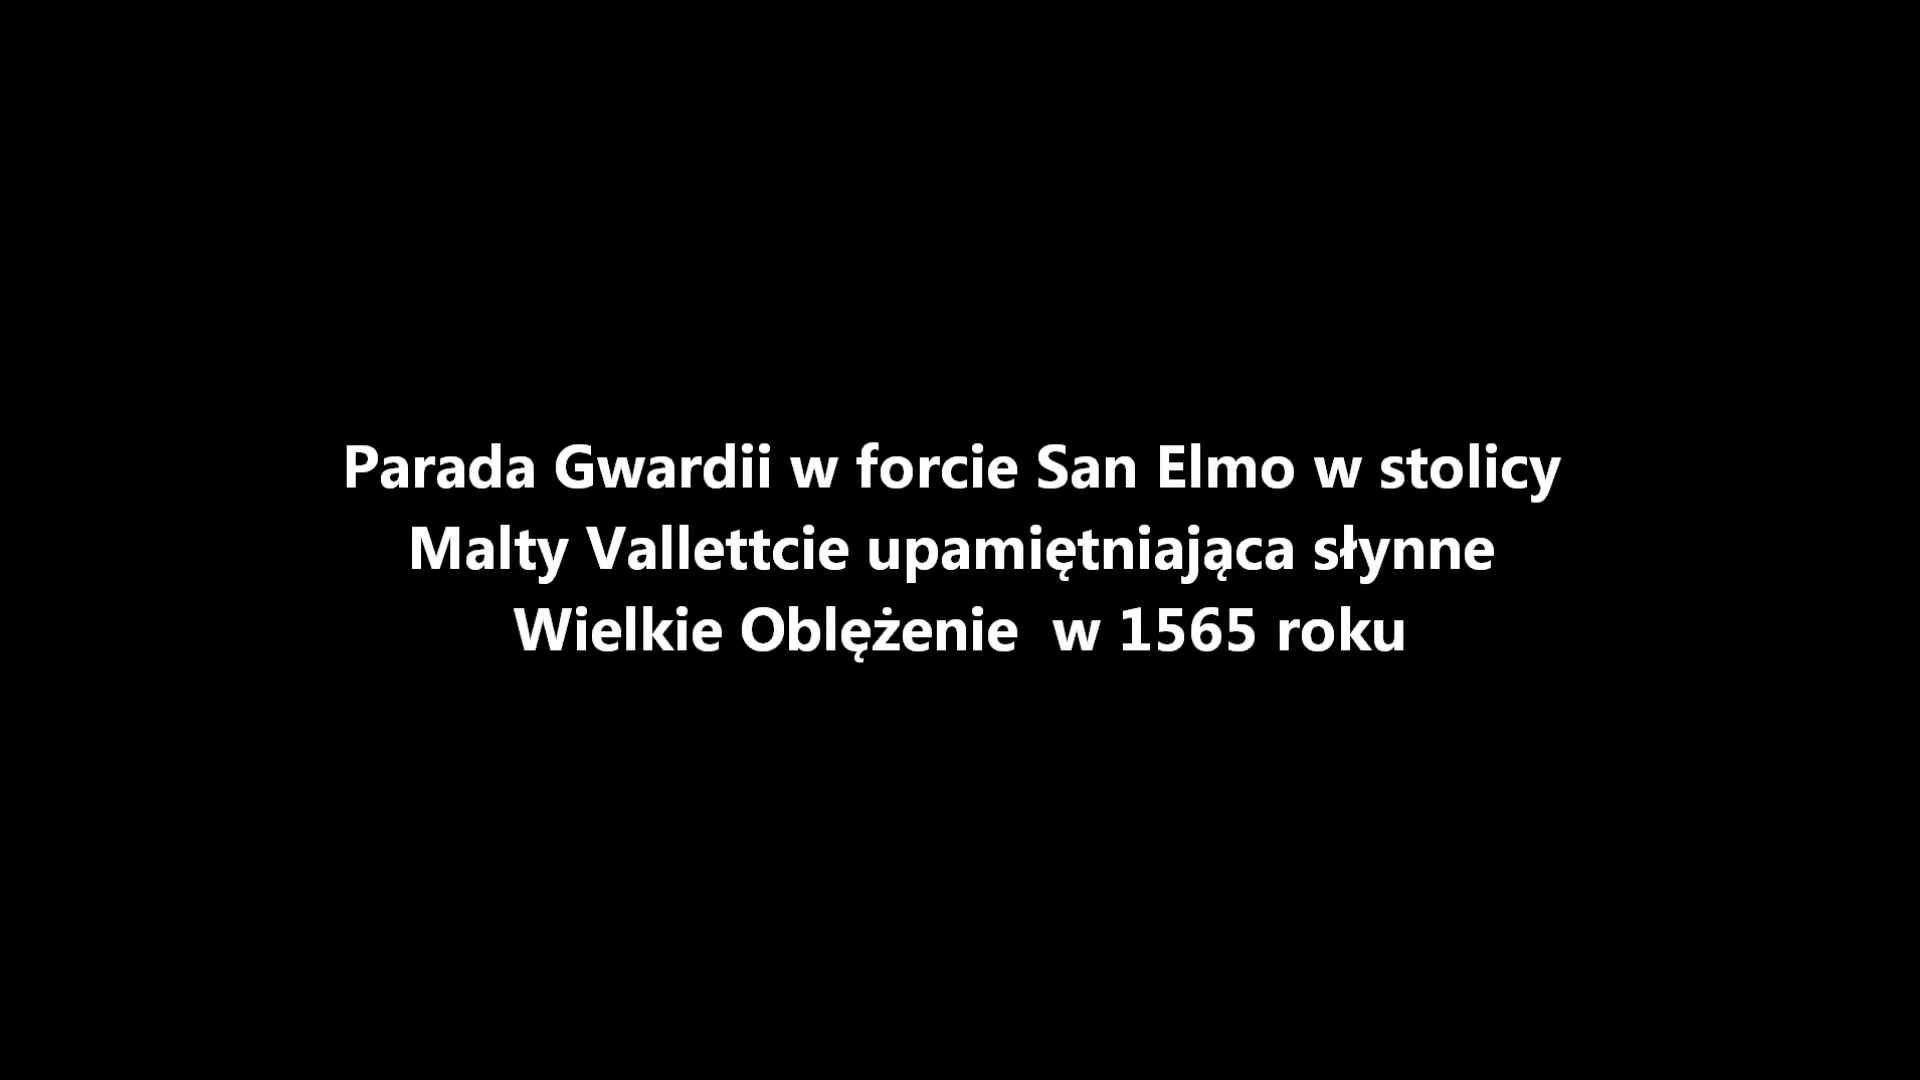 Parada Gwardii w forcie San Elmo w stolicy
Malty Vallettcie upamiętniająca słynne
Wielkie Oblężenie  w 1565 roku